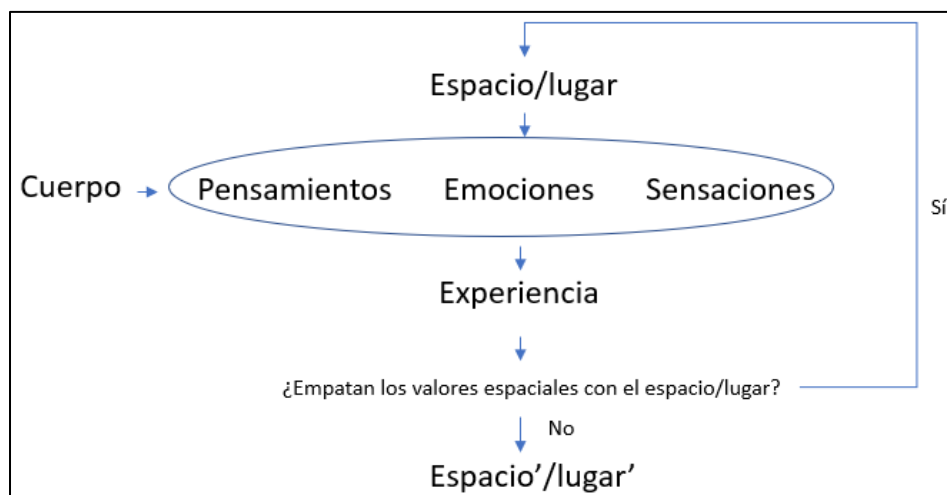 Espacio/lugar
Cuerpo
Pensamientos Emociones Sensaciones
Sí
Experiencia
¿Empatan los valores espaciales con el espacio/lugar?
No
Espacio’/lugar’